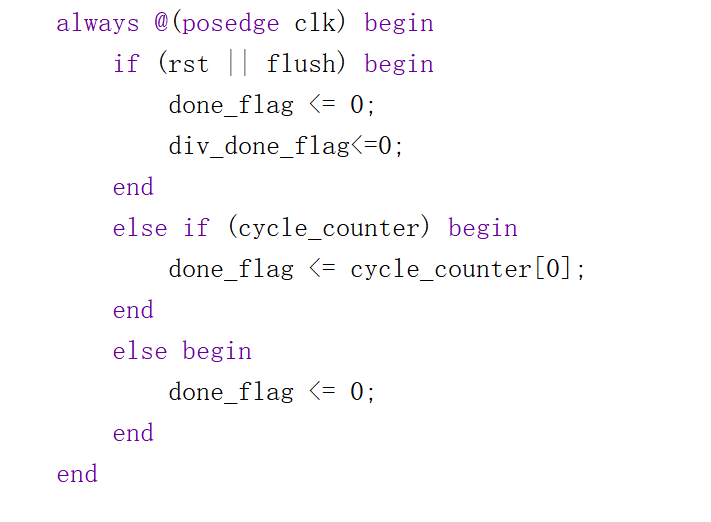 always @(posedge clk) begin
    if (rst || flush) begin
        done_flag <= 0;
        div_done_flag<=0;
    end
    else if (cycle_counter) begin
        done_flag <= cycle_counter[0];
    end
    else begin
        done_flag <= 0;
    end
end